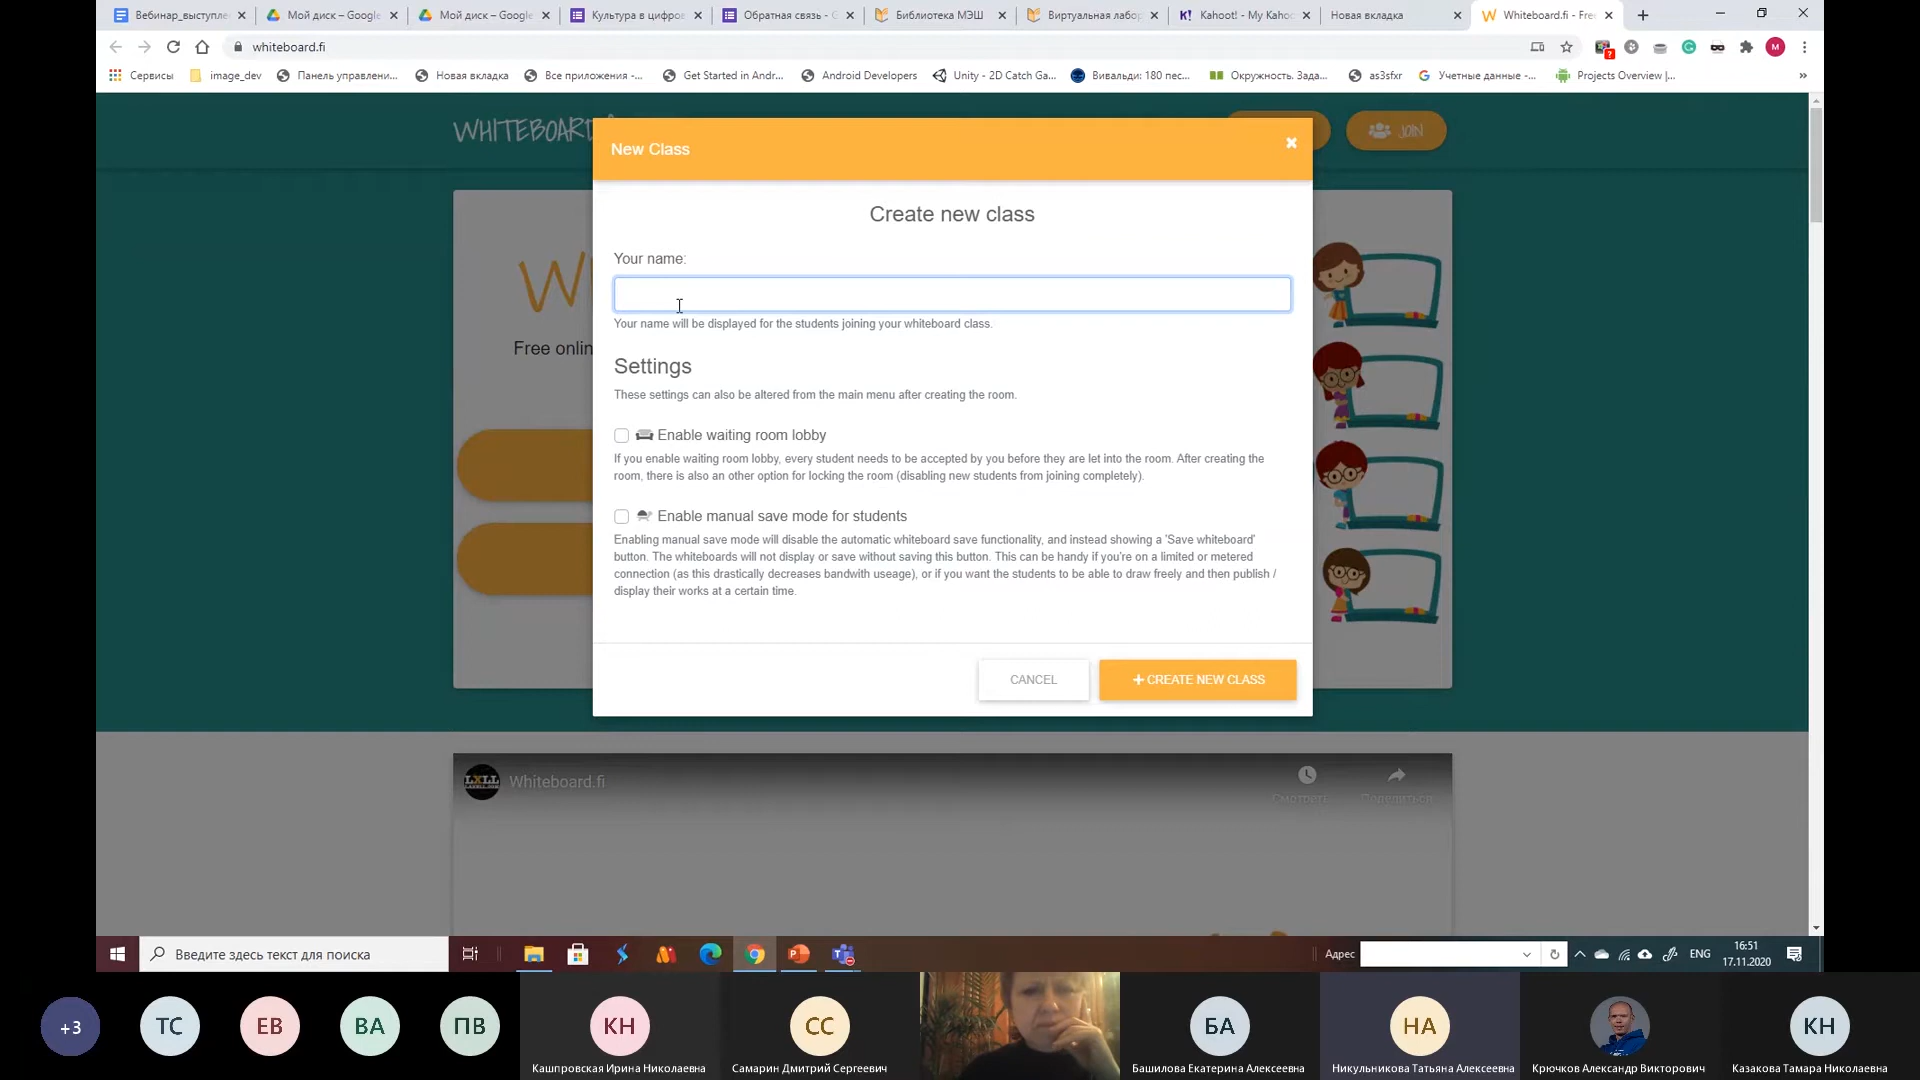 Вебинар_выступле
Мой диск – Google
Мой диск – Google
Культура в цифров
Обратная связь - G
Библиотека МЭШ
Виртуальная лабор
K! Kahoot! - My Kahoo
Новая вкладка
Whiteboard.fi - Free
whiteboard.fi
Сервисы
image_dev
Панель управлени...
Новая вкладка
Все приложения -...
Get Started in Andr...
Android Developers
Unity - 2D Catch Ga...
Вивальди: 180 пес...
Окружность. Зада...
as3sfxr
Учетные данные -...
Projects Overview |...
WHITEBOARD
JOIN
New Class
Create new class
Your name:
Your name will be displayed for the students joining your whiteboard class.
Free onlin
Settings
These settings can also be altered from the main menu after creating the room.
Enable waiting room lobby
If you enable waiting room lobby, every student needs to be accepted by you before they are let into the room. After creating the
room, there is also an other option for locking the room (disabling new students from joining completely).
Enable manual save mode for students
Enabling manual save mode will disable the automatic whiteboard save functionality, and instead showing a 'Save whiteboard'
button. The whiteboards will not display or save without saving this button. This can be handy if you're on a limited or metered
connection (as this drastically decreases bandwith useage), or if you want the students to be able to draw freely and then publish /
display their works at a certain time.
CANCEL
CREATE NEW CLASS
Whiteboard.fi
Смотреть...
Поделиться
Введите здесь текст для поиска
Адрес
ENG
16:51
17.11.2020
+3
ТС
ЕВ
ВА
ПВ
КН
СС
БА
НА
КН
Кашпровская Ирина Николаевна
Самарин Дмитрий Сергеевич
Башилова Екатерина Алексеевна
Никульникова Татьяна Алексеевна
Крючков Александр Викторович
Казакова Тамара Николаевна